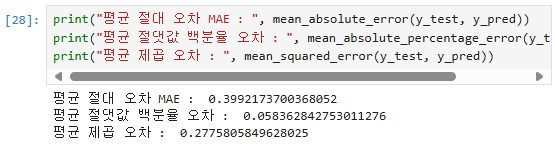 [28]: print("평균 절대 오차 MAE : ", mean_absolute_error(y_test, y_pred))
print("평균 절댓값 백분율 오차 : ", mean_absolute_percentage_error(y_t
print("평균 제곱 오차 : ", mean_squared_error(y_test, y_pred))
평균 절대 오차 MAE :  0.3992173700368052
평균 절댓값 백분율 오차 :  0.058362842753011276
평균 제곱 오차 :  0.2775805849628025